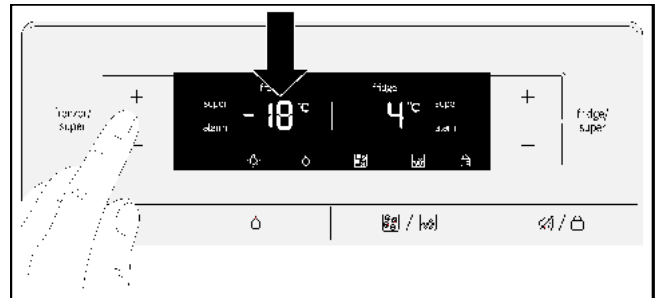 freezer/
super
+
−
super
alarm
-18 °C
fridge
4 °C
super
alarm
+
−
fridge/
super